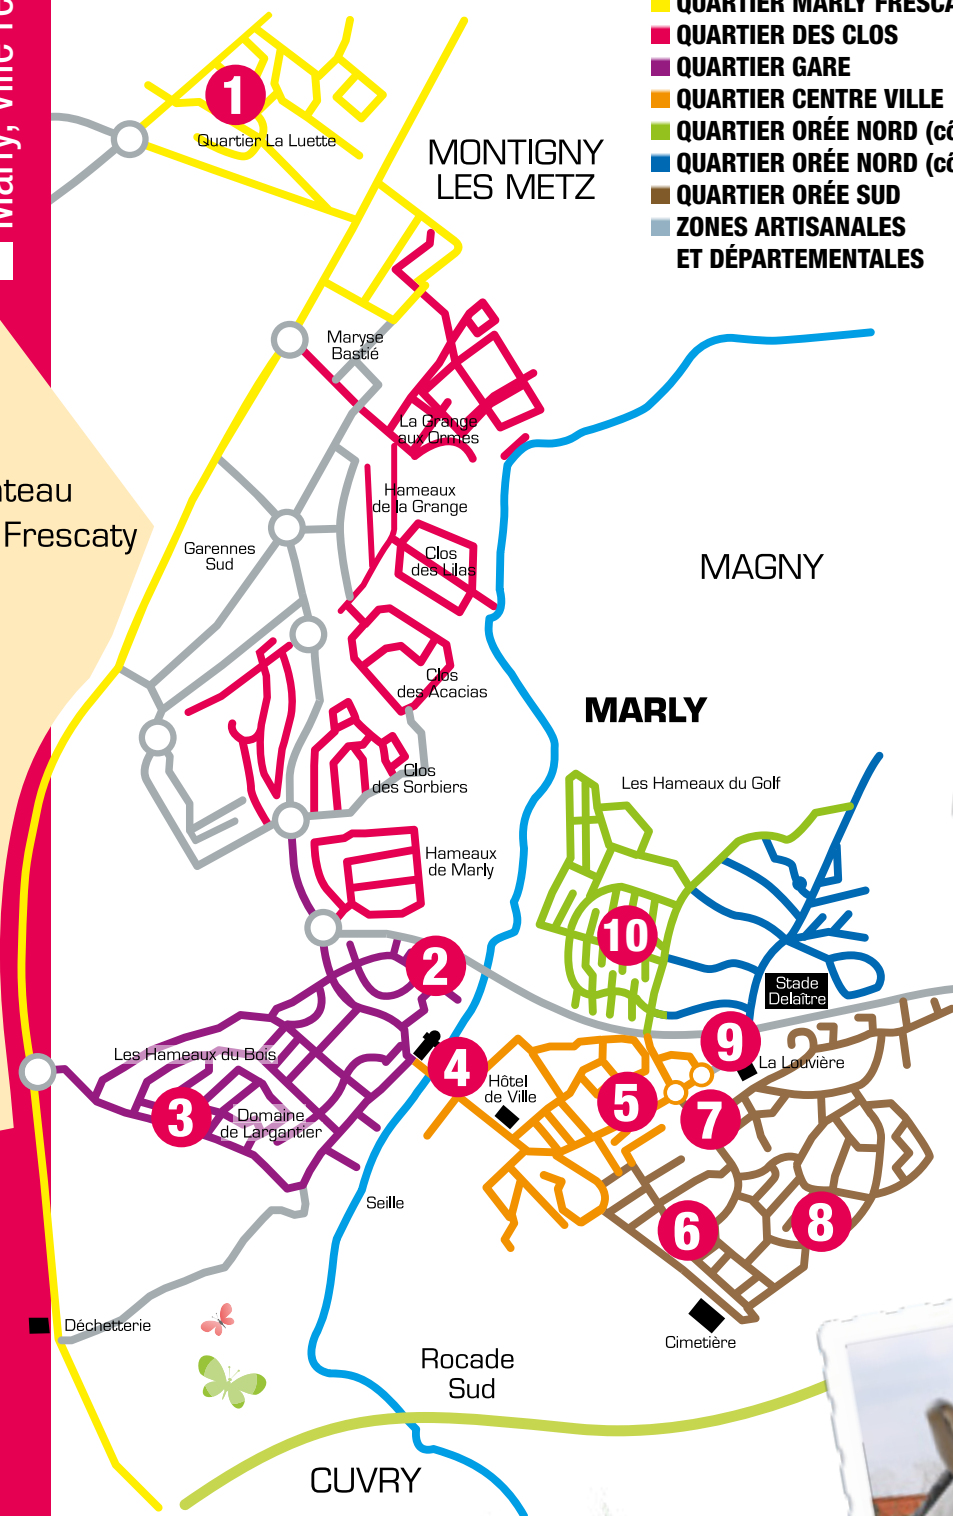 Marly,
QUARTIER MARLY
QUARTIER DES CLOS
QUARTIER GARE
QUARTIER CENTRE VILLE
QUARTIER ORÉE NORD
QUARTIER ORÉE NORD
QUARTIER ORÉE SUD
ZONES ARTISANALES
ET DÉPARTEMENTALES
1
Quartier La Luette
MONTIGNY
LES METZ
Maryse
Bastié
La Grange
aux Ormes
Hameaux
de la Grange
Frescaty
Garennes
Sud
Clos
des Lilas
MAGNY
Clos
des Acacias
MARLY
Clos
des Sorbiers
Les Hameaux du Golf
Hameaux
de Marly
10
2
Stade
Delaître
9
La Louvière
Les Hameaux du Bois
4
Hôtel
de Ville
5
7
3
Domaine
de Largantier
Seille
6
8
Déchetterie
Cimetière
Rocade
Sud
CUVRY